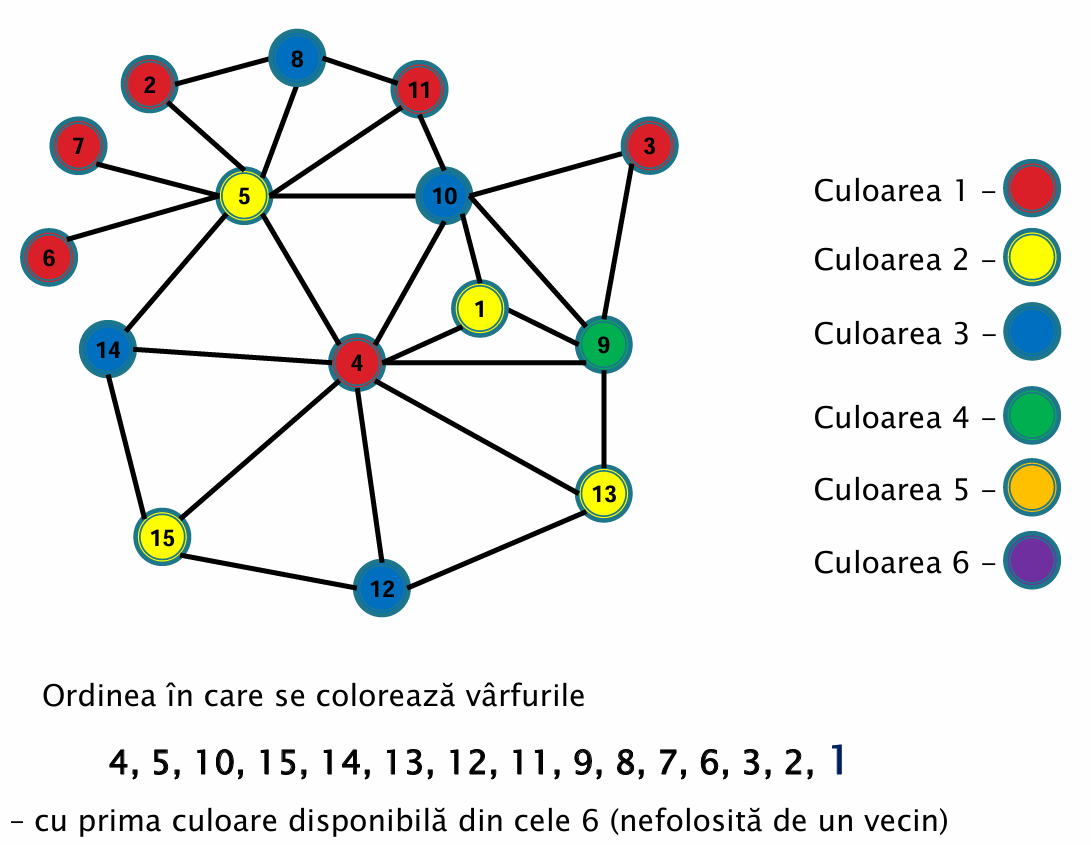 8
2
11
7
3
5
10
6
1
14
4
9
13
15
12
Culoarea 1 –
Culoarea 2 –
Culoarea 3 –
Culoarea 4 –
Culoarea 5 –
Culoarea 6 –
Ordinea în care se colorează vârfurile
4, 5, 10, 15, 14, 13, 12, 11, 9, 8, 7, 6, 3, 2, 1
– cu prima culoare disponibilă din cele 6 (nefolosită de un vecin)